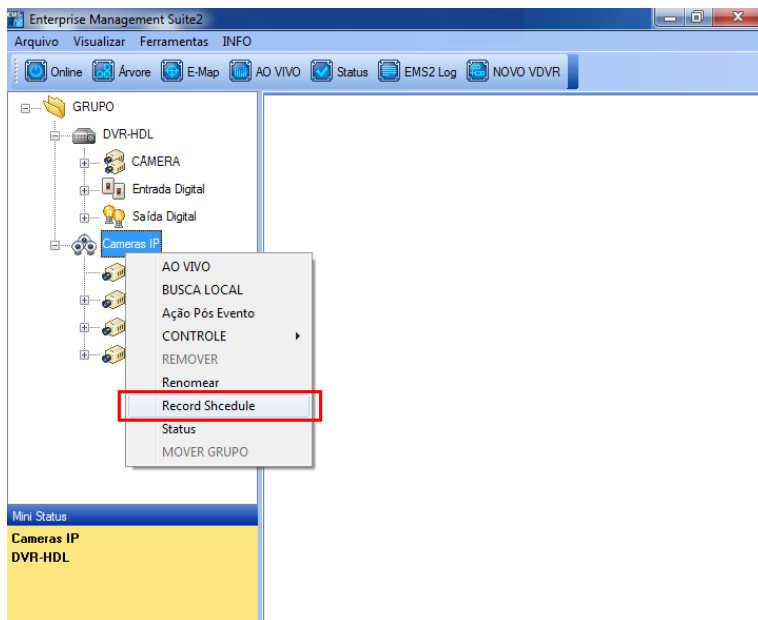 Enterprise Management Suite2
Arquivo Visualizar Ferramentas INFO
Online Árvore E-Map AO VIVO Status EMS2 Log NOVO VDVR
GRUPO
DVR-HDL
CÂMERA
Entrada Digital
Saída Digital
Cameras IP
AO VIVO
BUSCA LOCAL
Ação Pós Evento
CONTROLE
REMOVER
Renomear
Record Shcedule
Status
MOVER GRUPO
Mini Status
Cameras IP
DVR-HDL